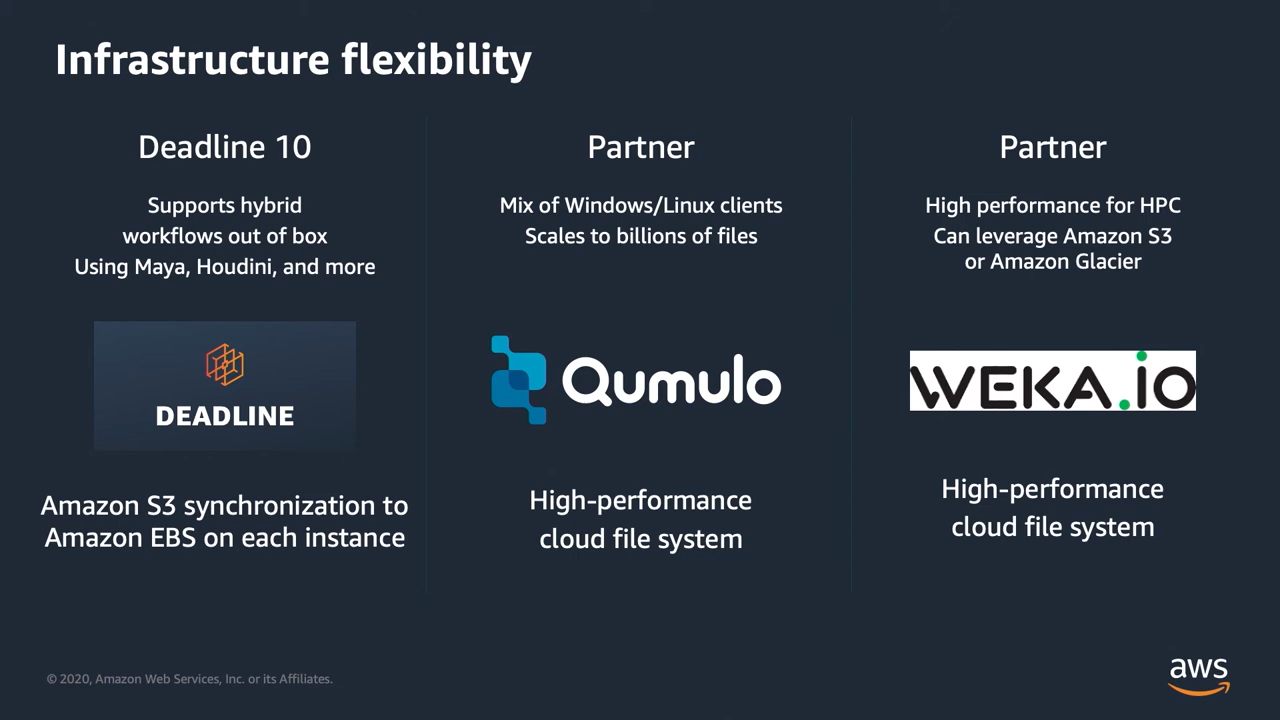 Infrastructure flexibility
Deadline 10
Supports hybrid
workflows out of box
Using Maya, Houdini, and more
DEADLINE
Amazon S3 synchronization to
Amazon EBS on each instance
Partner
Mix of Windows/Linux clients
Scales to billions of files
Qumulo
High-performance
cloud file system
Partner
High performance for HPC
Can leverage Amazon S3
or Amazon Glacier
WEKA.iO
High-performance
cloud file system
© 2020, Amazon Web Services, Inc. or its Affiliates.
aws